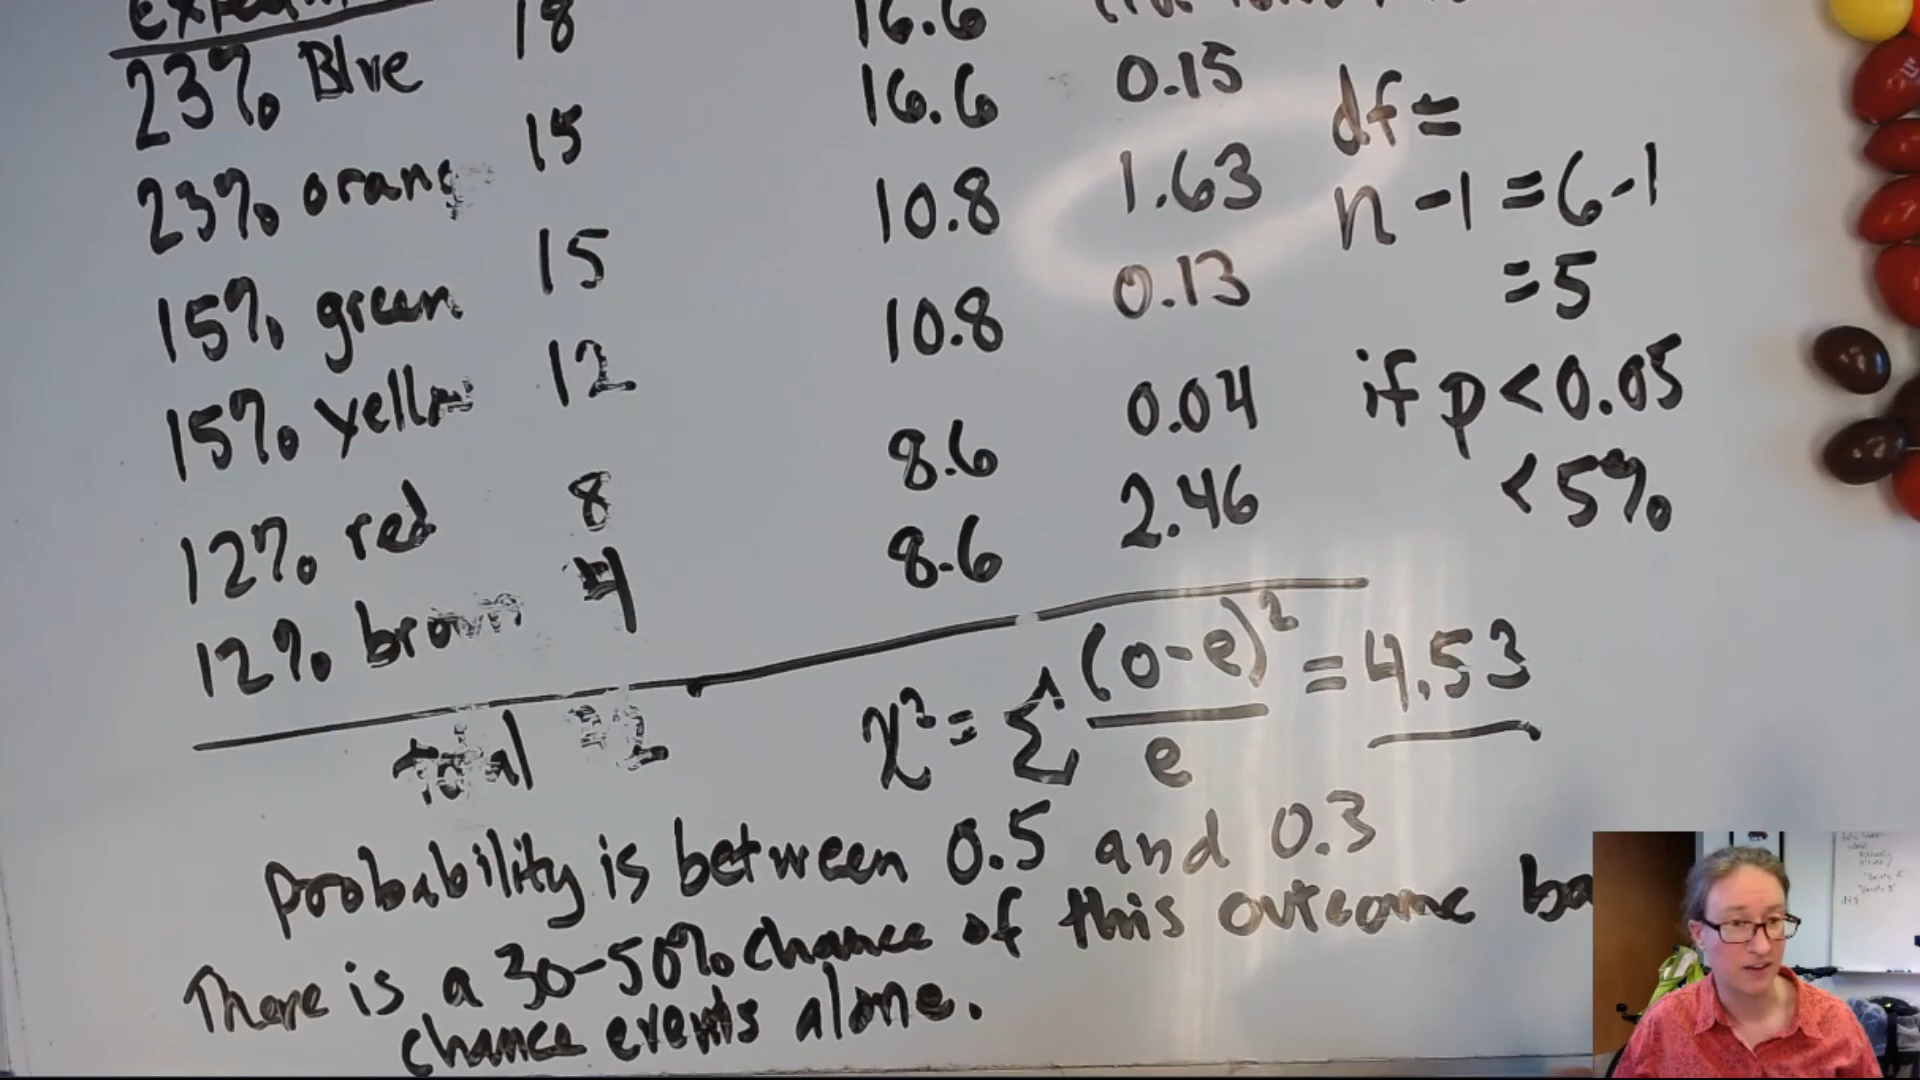 18 16.6
23% Blue 15 16.6 0.15 df=
23% orang 15 10.8 1.63 n-1=6-1
15% green 12 10.8 0.13 =5
15% yellow 8 8.6 0.04 if p<0.05
12% red 4 8.6 2.46 <5%
12% brown
total χ²=Σ(o-e)²/e=4.53
Probability is between 0.5 and 0.3
There is a 30-50% chance of this outcome ba
chance events alone.